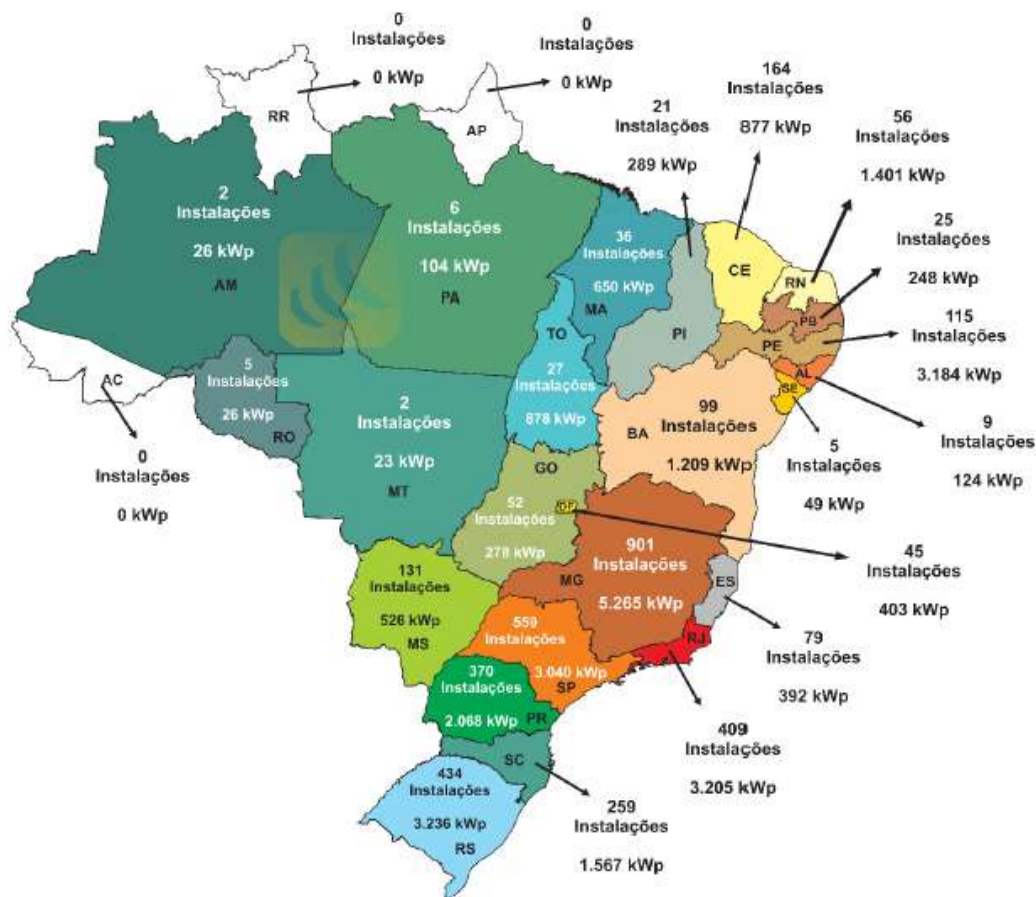 0
Instalações
0 kWp
RR
0
Instalações
0 kWp
AP
21
Instalações
289 kWp
164
Instalações
877 kWp
56
Instalações
1.401 kWp
25
Instalações
248 kWp
115
Instalações
3.184 kWp
9
Instalações
124 kWp
5
Instalações
49 kWp
2
Instalações
26 kWp
AM
6
Instalações
104 kWp
PA
36
Instalações
650 kWp
MA
PI
CE
RN
PB
PE
AL
SE
TO
27
Instalações
878 kWp
AC
0
Instalações
0 kWp
5
Instalações
26 kWp
RO
2
Instalações
23 kWp
MT
BA
99
Instalações
1.209 kWp
GO
52
Instalações
278 kWp
DF
45
Instalações
403 kWp
901
Instalações
MG
5.265 kWp
ES
79
Instalações
392 kWp
131
Instalações
526 kWp
MS
559
Instalações
3.040 kWp
SP
RJ
409
Instalações
3.205 kWp
370
Instalações
2.068 kWp
PR
SC
259
Instalações
1.567 kWp
434
Instalações
3.236 kWp
RS